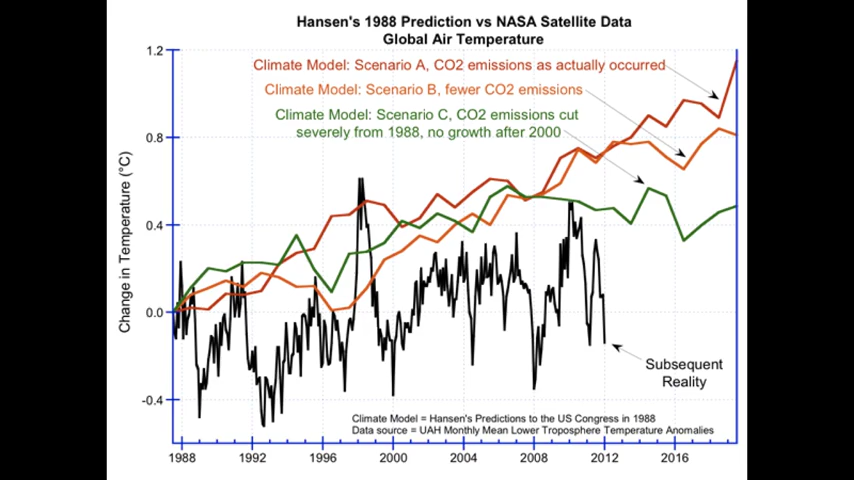 Hansen's 1988 Prediction vs NASA Satellite Data
Global Air Temperature
1.2
Climate Model: Scenario A, CO2 emissions as actually occurred
Climate Model: Scenario B, fewer CO2 emissions
Climate Model: Scenario C, CO2 emissions cut
severely from 1988, no growth after 2000
0.8
Change in Temperature (°C)
0.4
0.0
Subsequent
Reality
-0.4
Climate Model = Hansen's Predictions to the US Congress in 1988
Data source = UAH Monthly Mean Lower Troposphere Temperature Anomalies
1988 1992 1996 2000 2004 2008 2012 2016